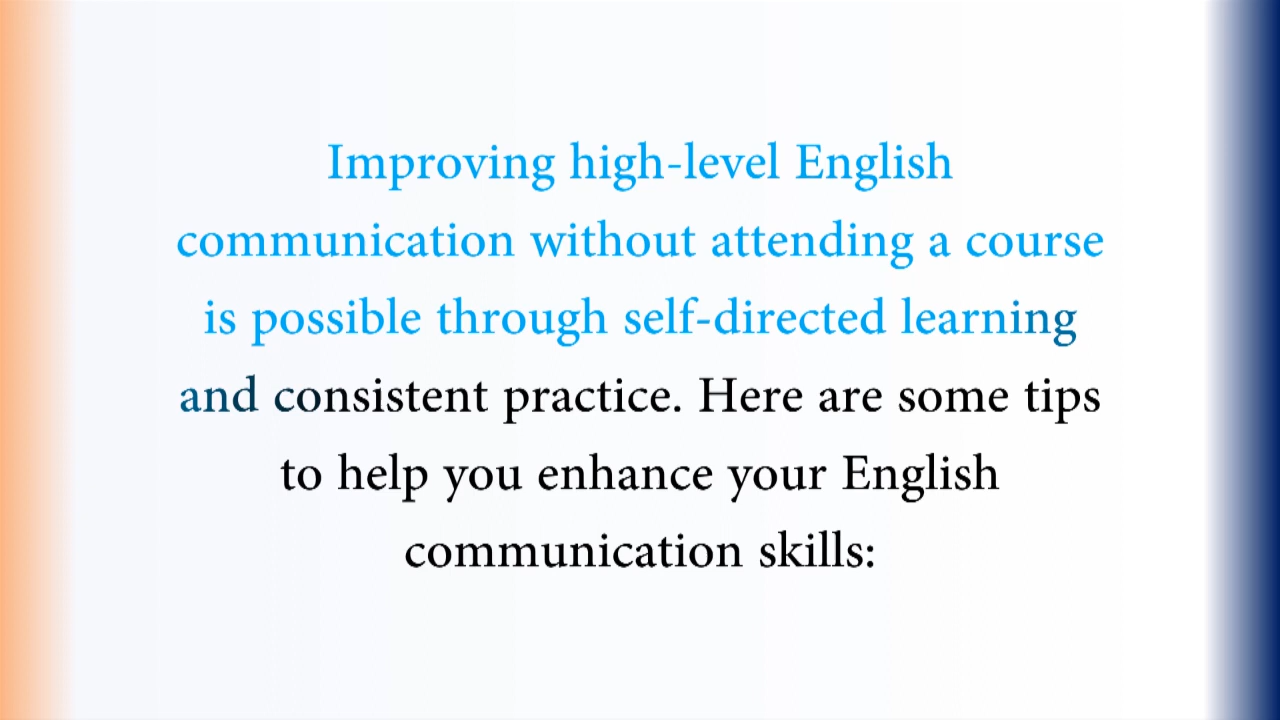 Improving high-level English
communication without attending a course
is possible through self-directed learning
and consistent practice. Here are some tips
to help you enhance your English
communication skills: